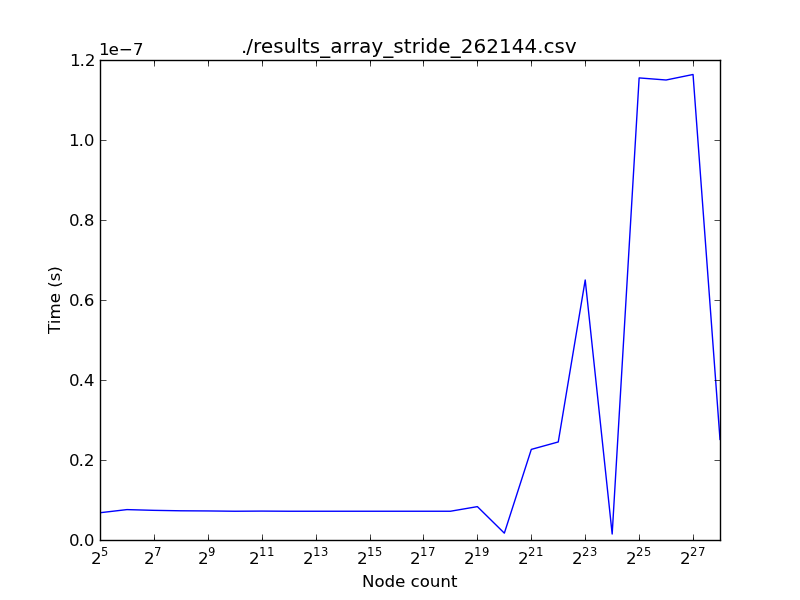 ./results_array_stride_262144.csv
1e−7
1.2
1.0
0.8
0.6
0.4
0.2
0.0
Time (s)
2^5 2^7 2^9 2^11 2^13 2^15 2^17 2^19 2^21 2^23 2^25 2^27
Node count